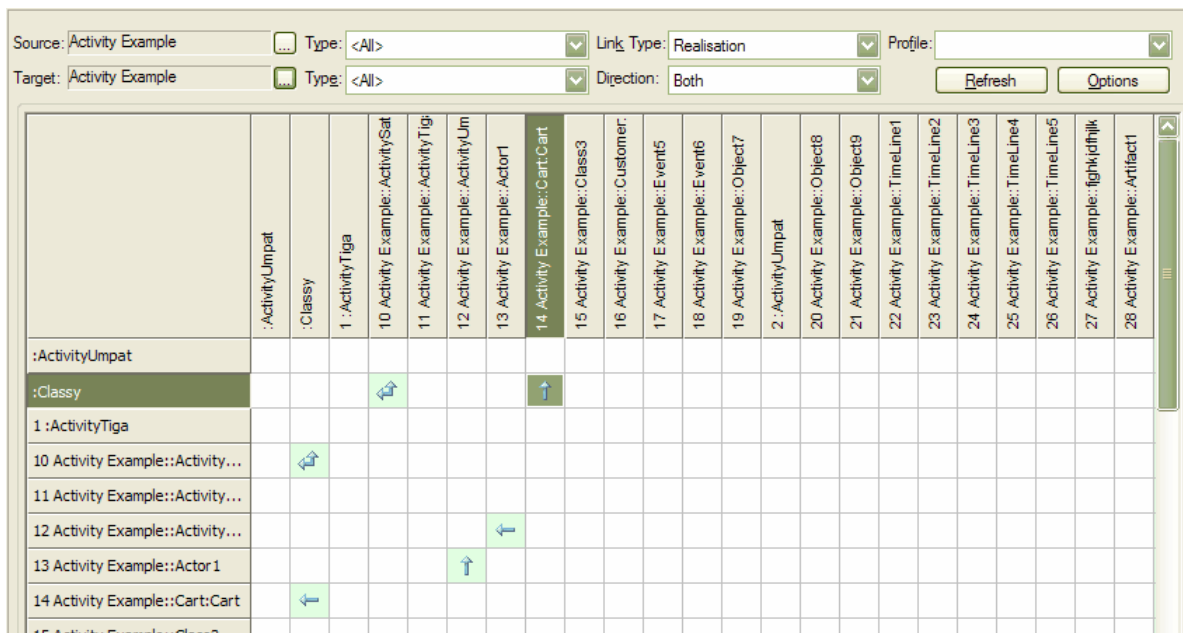 Source: Activity Example ... Type: <All> Link Type: Realisation Profile:
Target: Activity Example ... Type: <All> Direction: Both Refresh Options
:ActivityUmpat
:Classy
1 :ActivityTiga
10 Activity Example::ActivitySat
11 Activity Example::ActivityTig
12 Activity Example::ActivityUm
13 Activity Example::Actor1
14 Activity Example::Cart:Cart
15 Activity Example::Class3
16 Activity Example::Customer:
17 Activity Example::Event5
18 Activity Example::Event6
19 Activity Example::Object7
2 :ActivityUmpat
20 Activity Example::Object8
21 Activity Example::Object9
22 Activity Example::TimeLine1
23 Activity Example::TimeLine2
24 Activity Example::TimeLine3
25 Activity Example::TimeLine4
26 Activity Example::TimeLine5
27 Activity Example::fjghkjdfhjlk
28 Activity Example::Artifact1
:ActivityUmpat
:Classy
1 :ActivityTiga
10 Activity Example::Activity...
11 Activity Example::Activity...
12 Activity Example::Activity...
13 Activity Example::Actor1
14 Activity Example::Cart:Cart